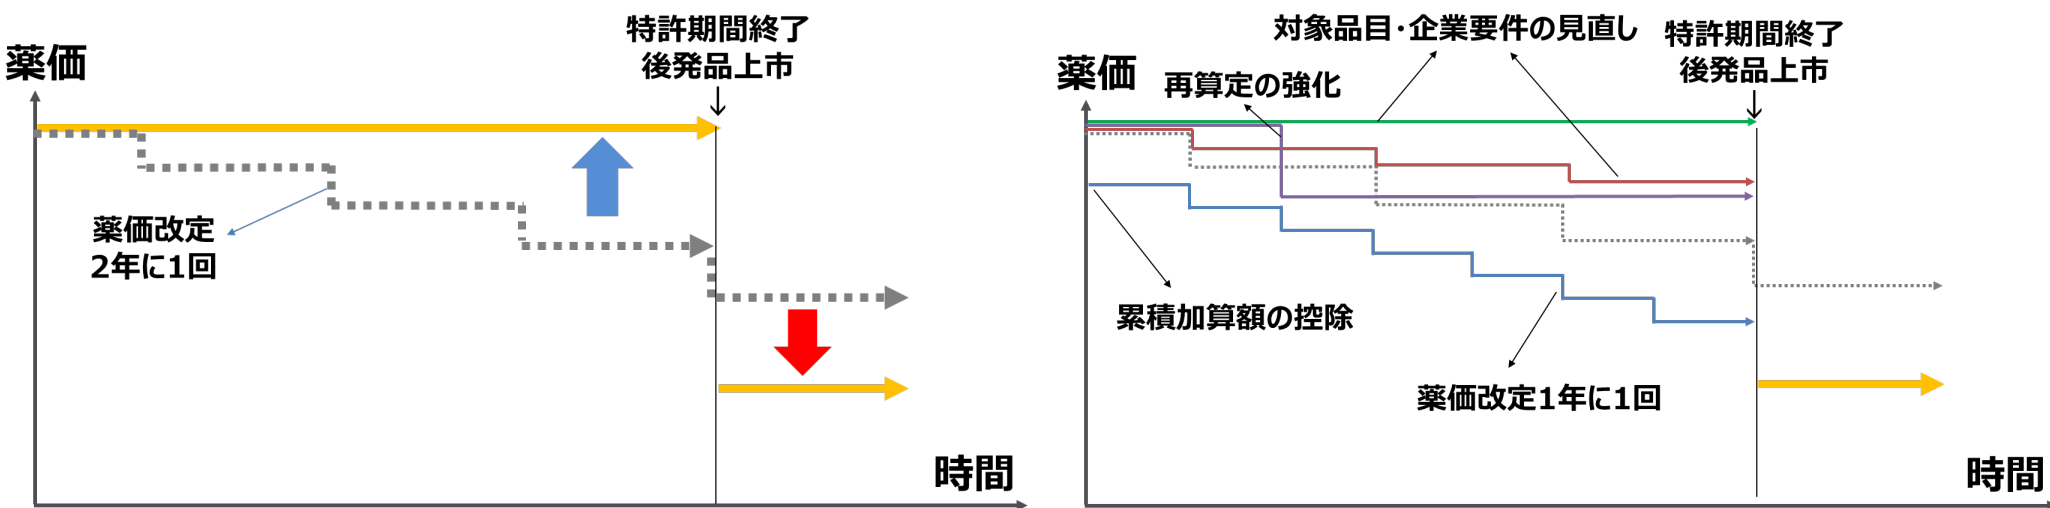 特許期間終了
後発品上市
薬価
薬価改定
2年に1回
時間
対象品目・企業要件の見直し
特許期間終了
後発品上市
薬価
再算定の強化
累積加算額の控除
薬価改定1年に1回
時間